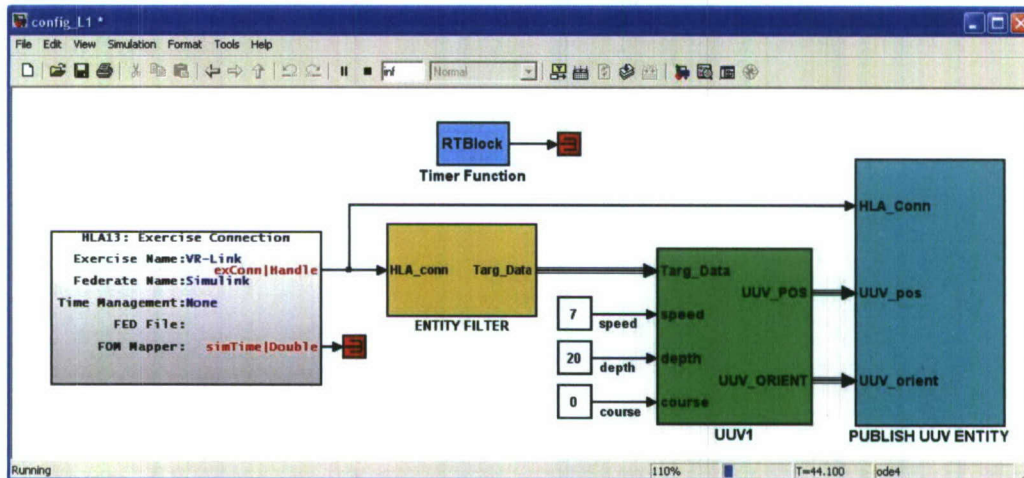 config_L1 *
File Edit View Simulation Format Tools Help
inf Normal
RTBlock
Timer Function
HLA13: Exercise Connection
Exercise Name:VR-Link
Federate Name:Simulink
Time Management:None
FED File:
FOM Mapper:
exConn|Handle
simTime|Double
HLA_conn Targ_Data
ENTITY FILTER
7
speed
20
depth
0
course
Targ_Data
speed
depth
course
UUV_POS
UUV_ORIENT
UUV1
HLA_Conn
UUV_pos
UUV_orient
PUBLISH UUV ENTITY
Running 110% T=44.100 ode4